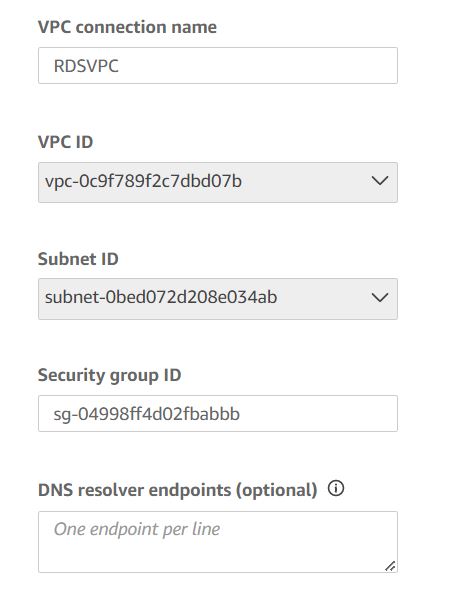 VPC connection name
RDSVPC
VPC ID
vpc-0c9f789f2c7dbd07b
Subnet ID
subnet-0bed072d208e034ab
Security group ID
sg-04998ff4d02fbabbb
DNS resolver endpoints (optional)
One endpoint per line